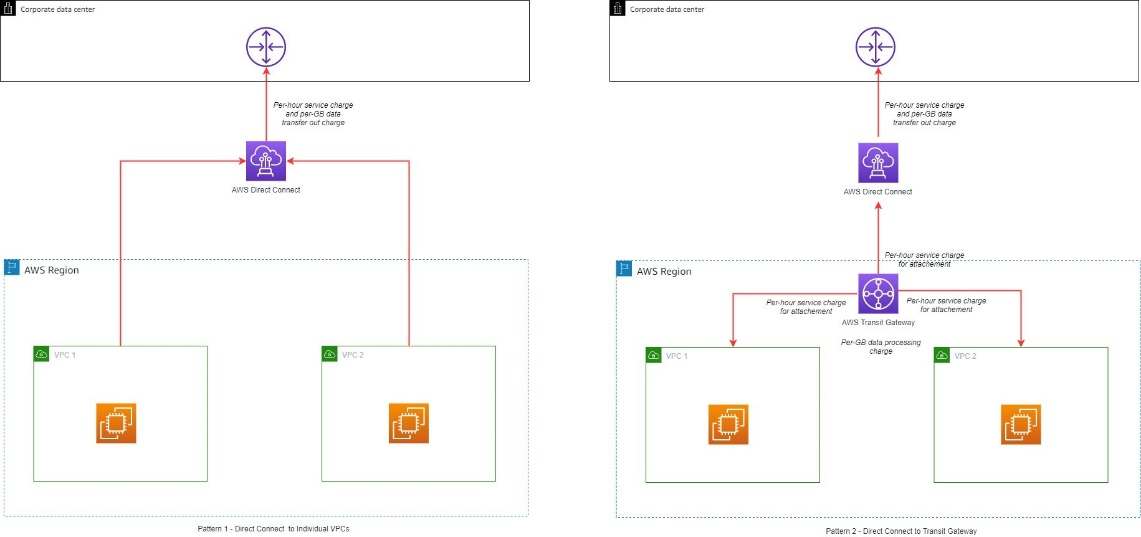 Corporate data center
Per-hour service charge
and per-GB data
transfer out charge
AWS Direct Connect
AWS Region
VPC 1
VPC 2
Pattern 1 - Direct Connect to Individual VPCs
Corporate data center
Per-hour service charge
and per-GB data
transfer out charge
AWS Direct Connect
Per-hour service charge
for attachement
AWS Region
Per-hour service charge
for attachement
Per-hour service charge
for attachement
AWS Transit Gateway
Per-GB data processing
charge
VPC 1
VPC 2
Pattern 2 - Direct Connect to Transit Gateway